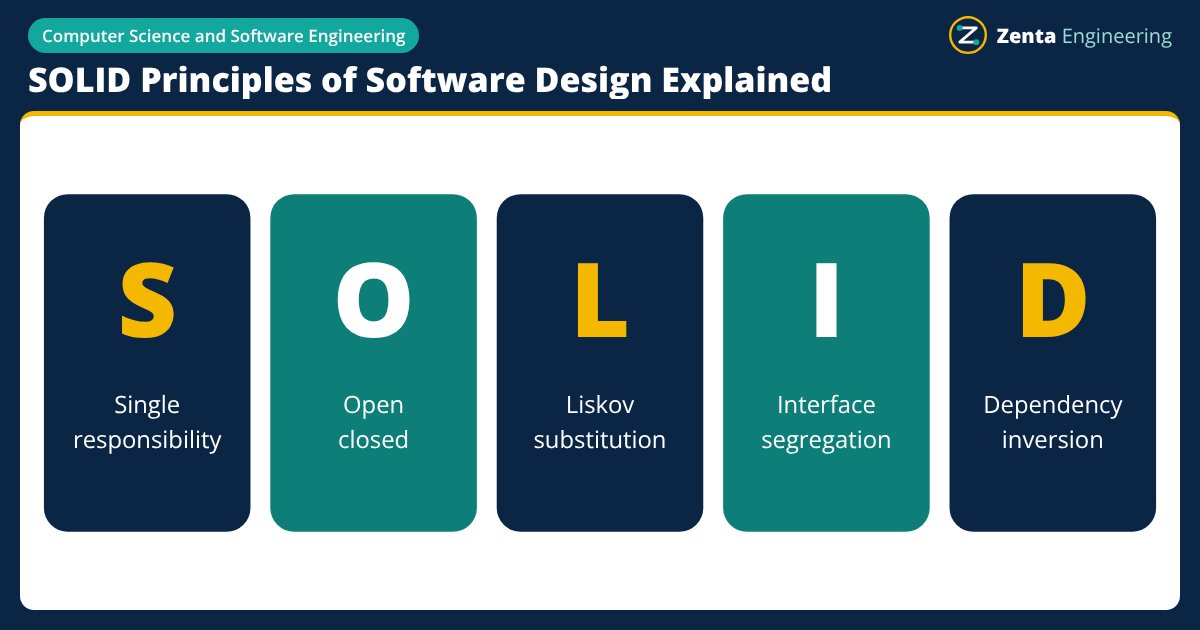 Computer Science and Software Engineering
Zenta Engineering
SOLID Principles of Software Design Explained
S
Single
responsibility
O
Open
closed
L
Liskov
substitution
I
Interface
segregation
D
Dependency
inversion